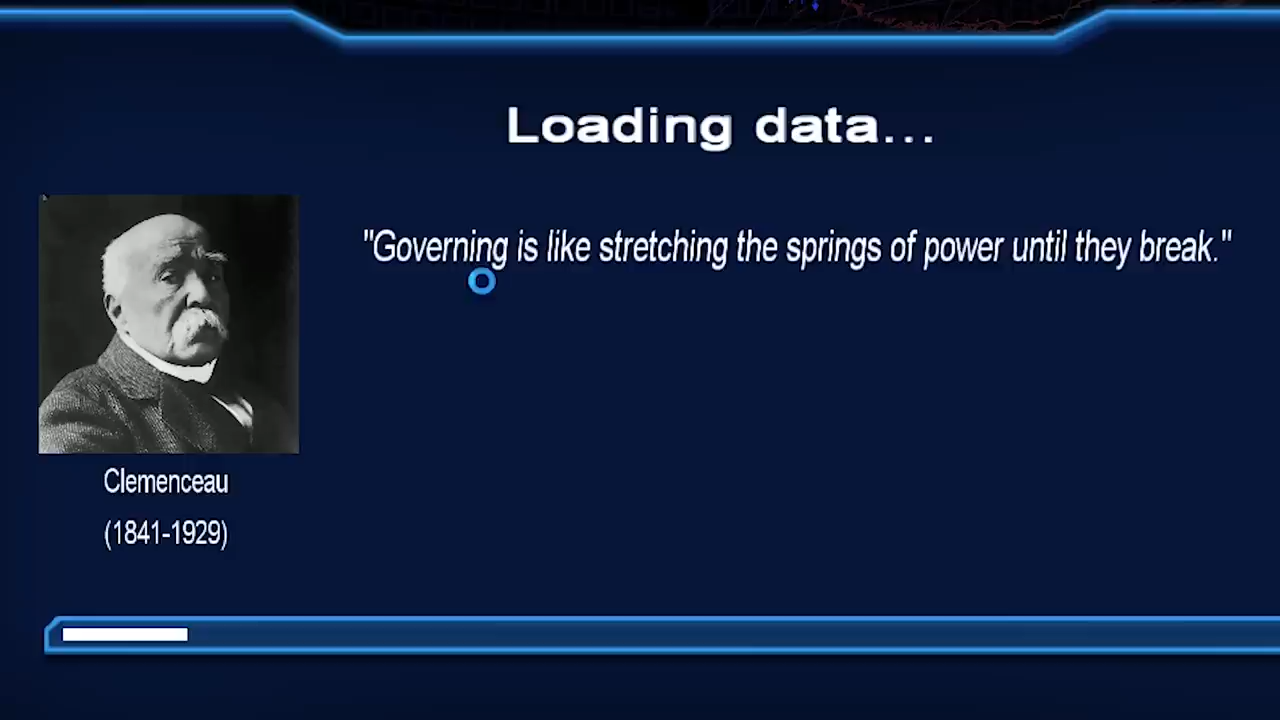 Loading data...
"Governing is like stretching the springs of power until they break."
Clemenceau
(1841-1929)